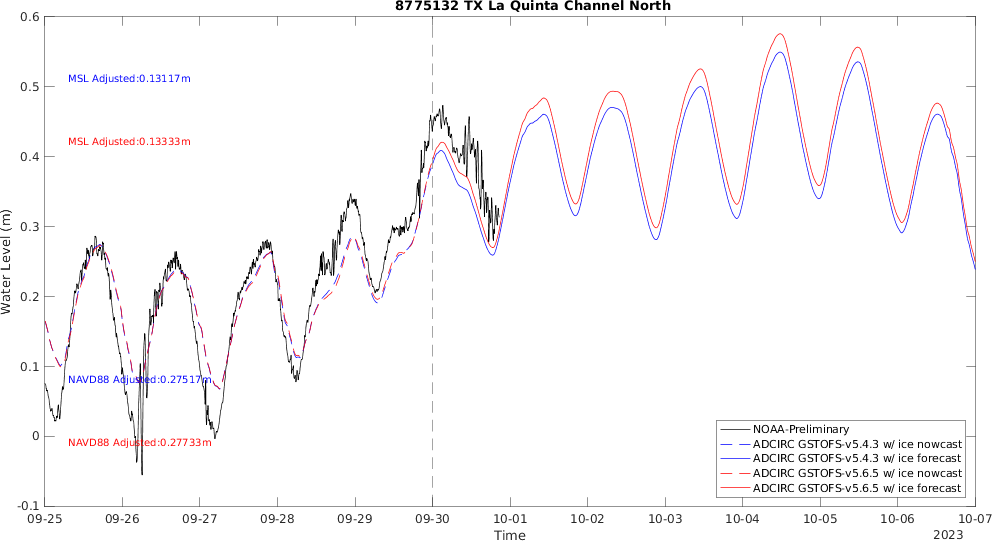 8775132 TX La Quinta Channel North
0.6
0.5
0.4
0.3
0.2
0.1
0
-0.1
Water Level (m)
MSL Adjusted:0.13117m
MSL Adjusted:0.13333m
NAVD88 Adjusted:0.27517m
NAVD88 Adjusted:0.27733m
NOAA-Preliminary
ADCIRC GSTOFS-v5.4.3 w/ ice nowcast
ADCIRC GSTOFS-v5.4.3 w/ ice forecast
ADCIRC GSTOFS-v5.6.5 w/ ice nowcast
ADCIRC GSTOFS-v5.6.5 w/ ice forecast
09-25 09-26 09-27 09-28 09-29 09-30 10-01 10-02 10-03 10-04 10-05 10-06 10-07
Time
2023